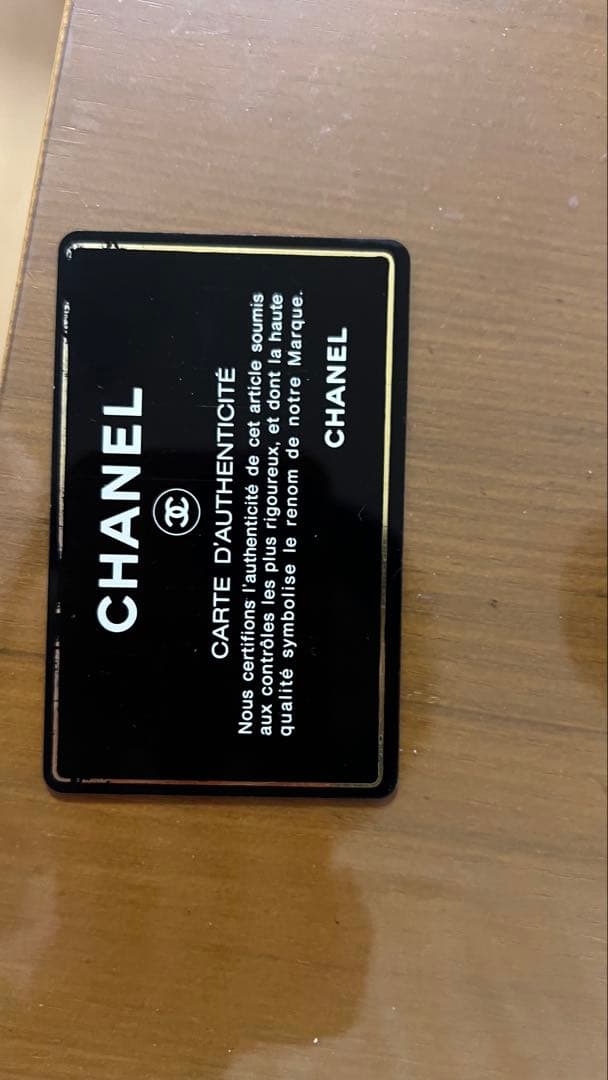 CHANEL
CARTE D'AUTHENTICITÉ
Nous certifions l'authenticité de cet article soumis
aux contrôles les plus rigoureux, et dont la haute
qualité symbolise le renom de notre Marque.
CHANEL